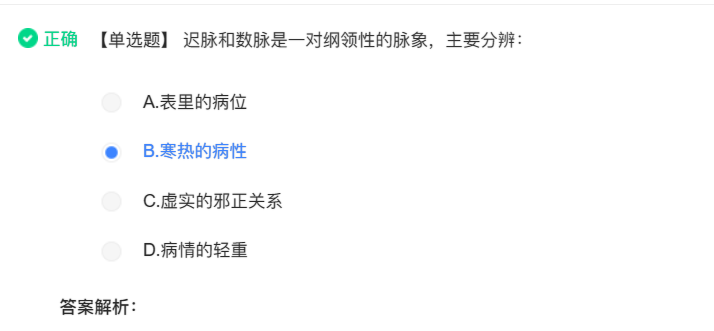 正确 【单选题】 迟脉和数脉是一对纲领性的脉象，主要分辨：
A.表里的病位
B.寒热的病性
C.虚实的邪正关系
D.病情的轻重
答案解析：